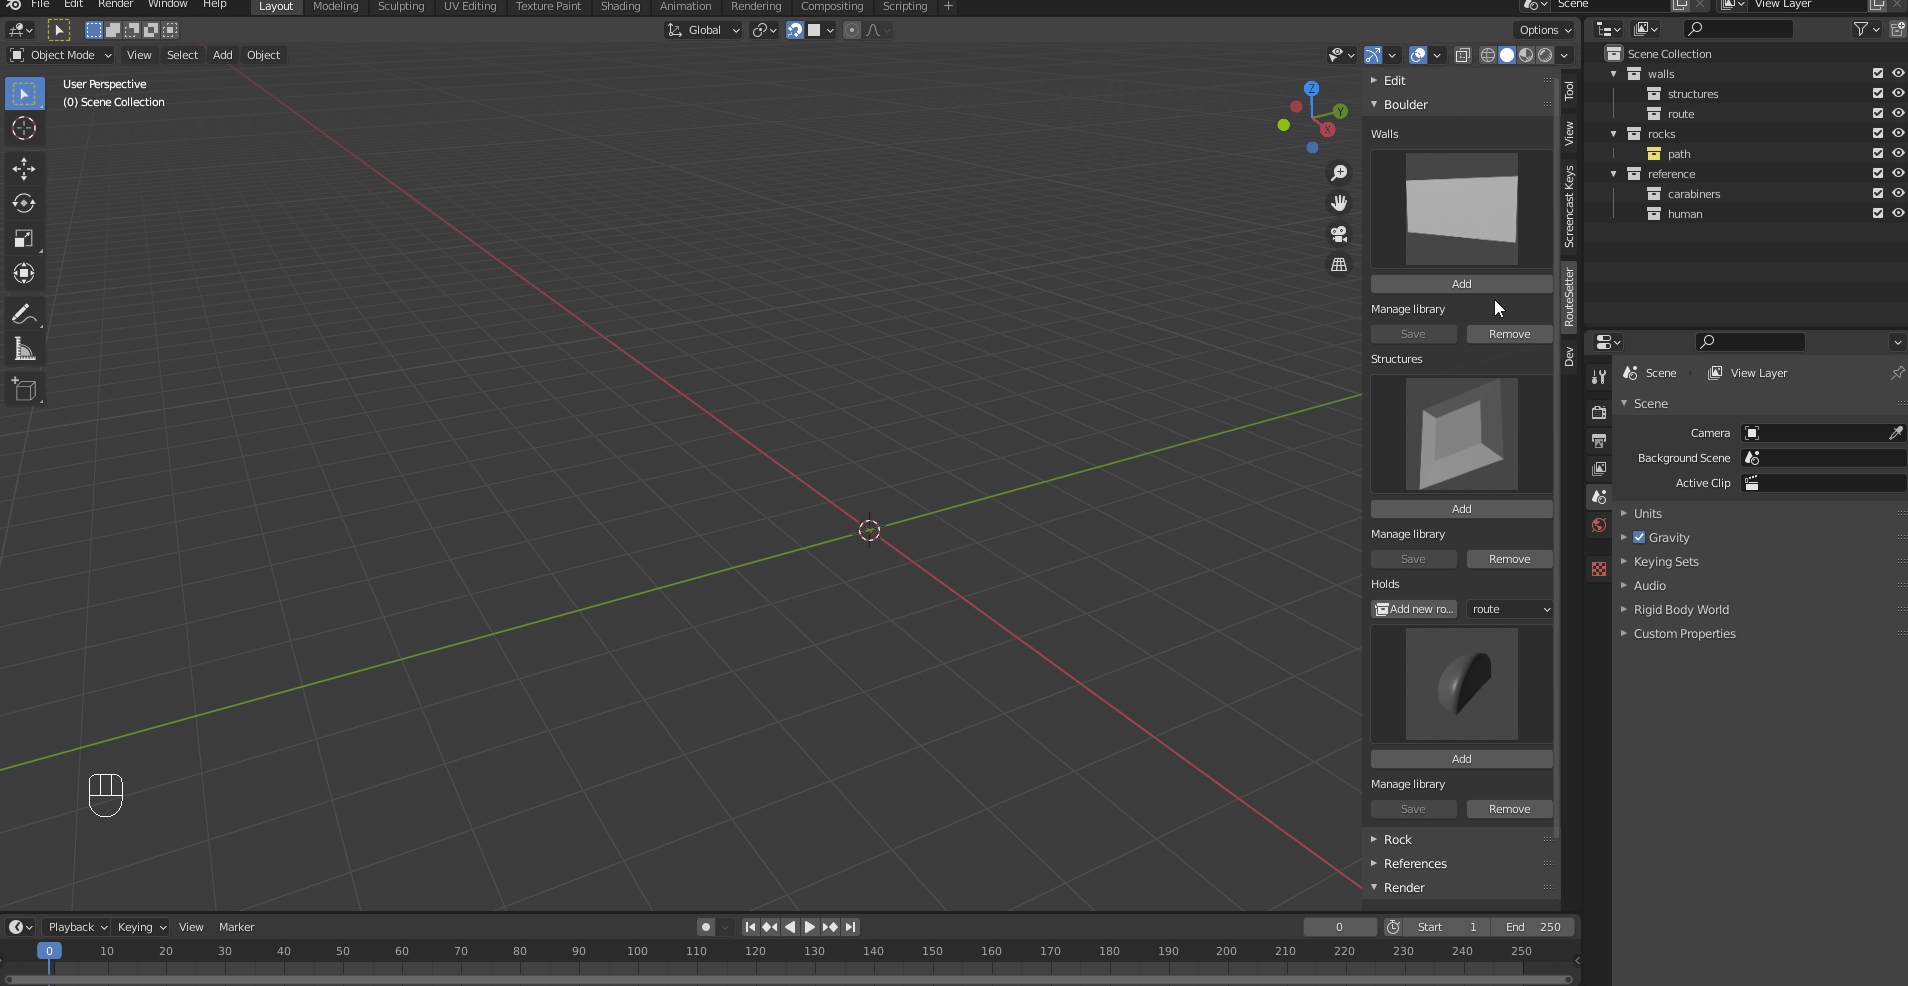 File Edit Render Window Help Layout Modeling Sculpting UV Editing Texture Paint Shading Animation Rendering Compositing Scripting + Scene View Layer
Global Options
Object Mode View Select Add Object
User Perspective
(0) Scene Collection
Z
Y
X
Edit
Boulder
Walls
Add
Manage library
Save Remove
Structures
Add
Manage library
Save Remove
Holds
Add new ro... route
Add
Manage library
Save Remove
Rock
References
Render
Tool
View
Screencast Keys
RouteSetter
Dev
Scene Collection
walls
structures
route
rocks
path
reference
carabiners
human
Scene View Layer
Scene
Camera
Background Scene
Active Clip
Units
Gravity
Keying Sets
Audio
Rigid Body World
Custom Properties
Playback Keying View Marker 0 Start 1 End 250
0 10 20 30 40 50 60 70 80 90 100 110 120 130 140 150 160 170 180 190 200 210 220 230 240 250